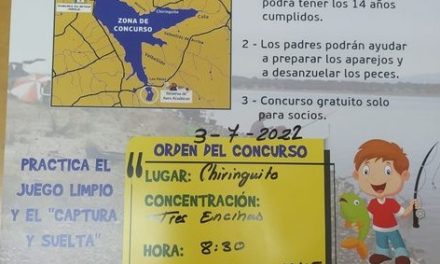 podrá tener los 14 años
cumplidos.
ZONA DE
CONCURSO
Chiringuito
2 - Los padres podrán ayudar
a preparar los aparejos y
a desanzuelar los peces.
3 - Concurso gratuito solo
para socios.
3-7-2022
ORDEN DEL CONCURSO
LUGAR: Chiringuito
CONCENTRACIÓN:
Tres Encinas
HORA: 8:30
PRACTICA EL
JUEGO LIMPIO
Y EL "CAPTURA
Y SUELTA"